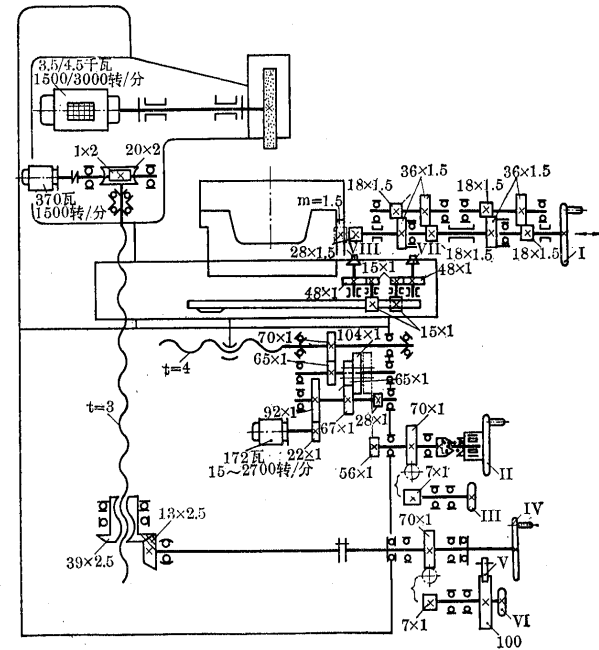 3.5/4.5千瓦
1500/3000转/分
1×2
20×2
370瓦
1500转/分
m=1.5
18×1.5
36×1.5
18×1.5
36×1.5
28×1.5
VIII
VII
18×1.5
18×1.5
I
15×1
48×1
48×1
15×1
t=4
70×1
104×1
65×1
65×1
t=3
92×1
67×1
28×1
70×1
172瓦
22×1
15～2700转/分
56×1
II
7×1
III
13×2.5
39×2.5
70×1
IV
V
7×1
VI
100